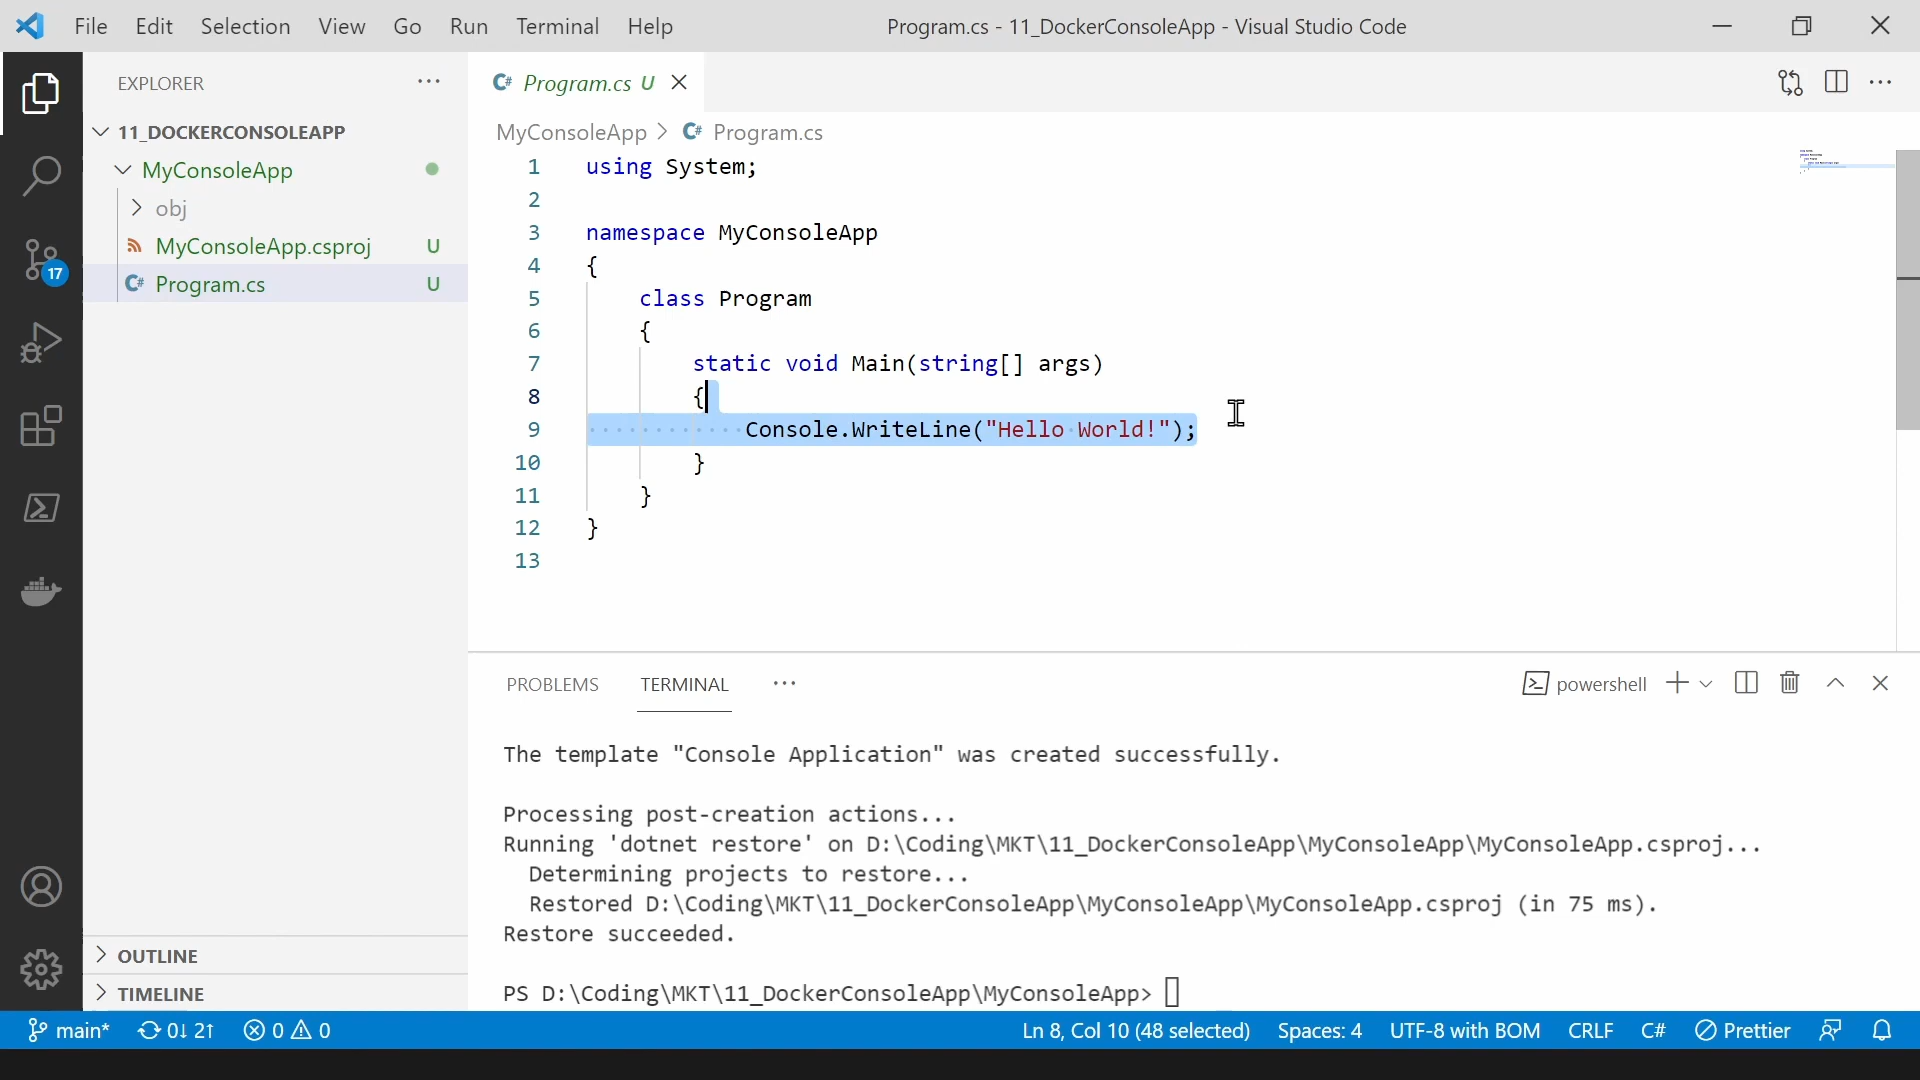 File Edit Selection View Go Run Terminal Help
Program.cs - 11_DockerConsoleApp - Visual Studio Code
EXPLORER
11_DOCKERCONSOLEAPP
MyConsoleApp
obj
MyConsoleApp.csproj U
Program.cs U
17
OUTLINE
TIMELINE
C# Program.cs U
MyConsoleApp > C# Program.cs
1 using System;
2
3 namespace MyConsoleApp
4 {
5 class Program
6 {
7 static void Main(string[] args)
8 {
9 Console.WriteLine("Hello World!");
10 }
11 }
12 }
13
PROBLEMS TERMINAL ...
powershell
The template "Console Application" was created successfully.
Processing post-creation actions...
Running 'dotnet restore' on D:\Coding\MKT\11_DockerConsoleApp\MyConsoleApp\MyConsoleApp.csproj...
Determining projects to restore...
Restored D:\Coding\MKT\11_DockerConsoleApp\MyConsoleApp\MyConsoleApp.csproj (in 75 ms).
Restore succeeded.
PS D:\Coding\MKT\11_DockerConsoleApp\MyConsoleApp>
main* 0↓ 2↑ 0 0 Ln 8, Col 10 (48 selected) Spaces: 4 UTF-8 with BOM CRLF C# Prettier